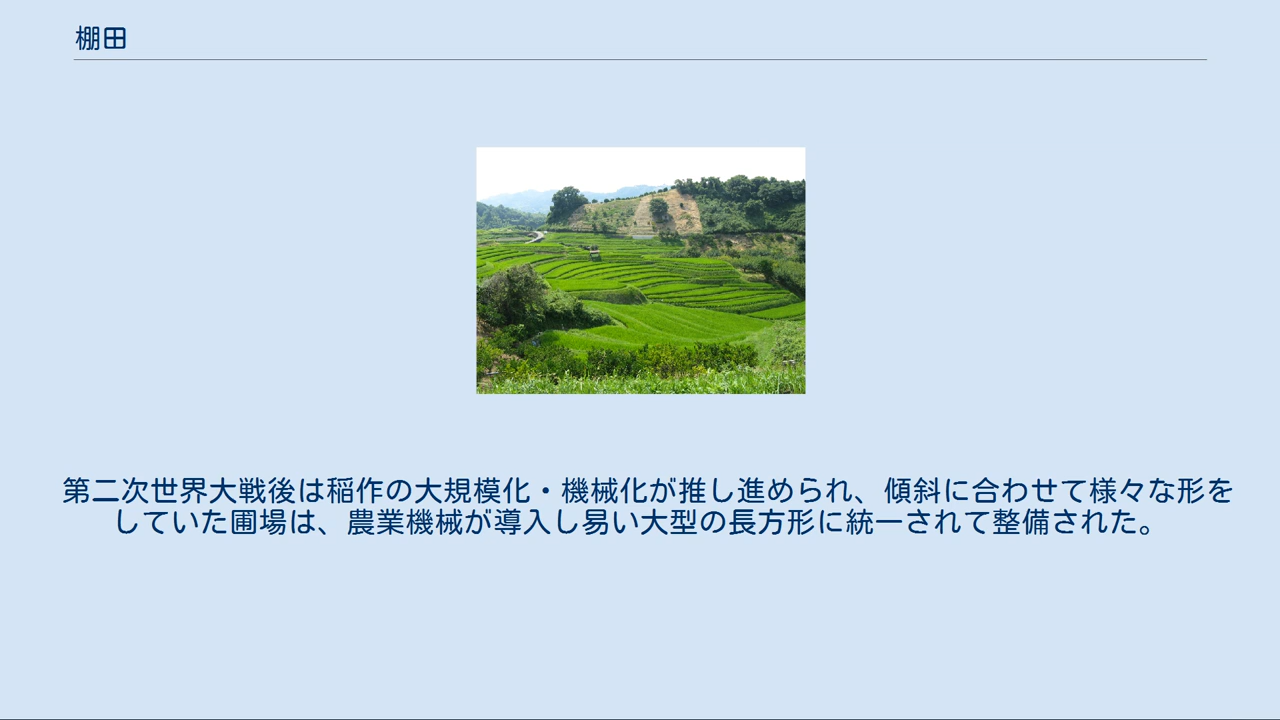 棚田
第二次世界大戦後は稲作の大規模化・機械化が推し進められ、傾斜に合わせて様々な形を
していた圃場は、農業機械が導入し易い大型の長方形に統一されて整備された。